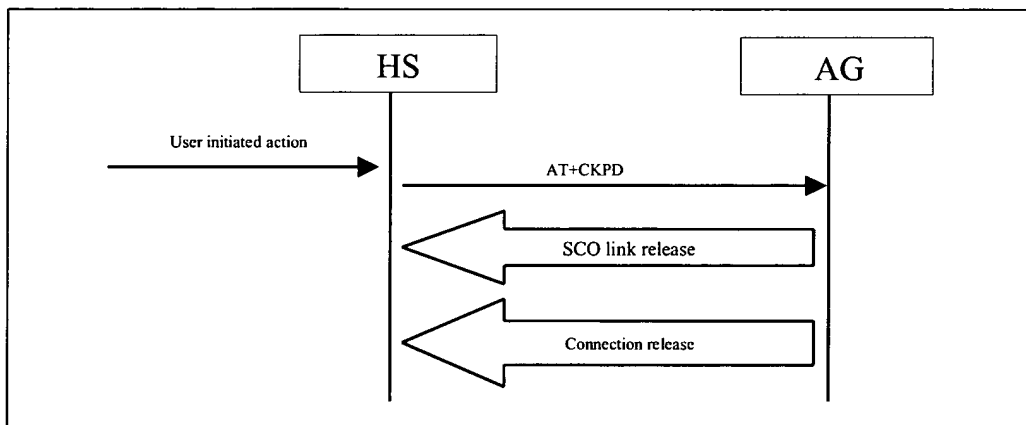 HS
AG
User initiated action
AT+CKPD
SCO link release
Connection release